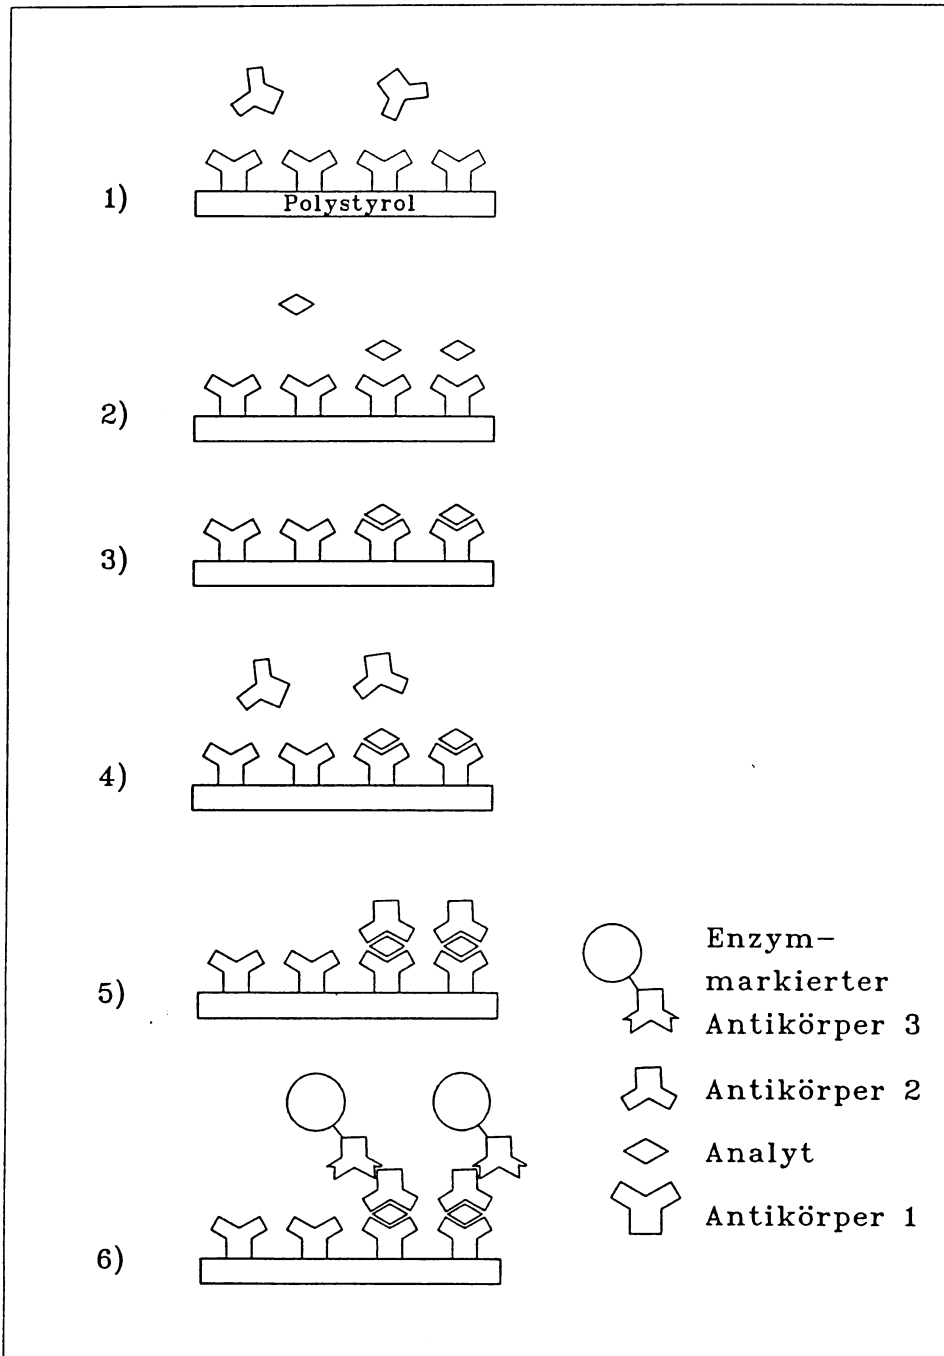 1)
Polystyrol
2)
3)
4)
5)
6)
Enzym-
markierter
Antikörper 3
Antikörper 2
Analyt
Antikörper 1